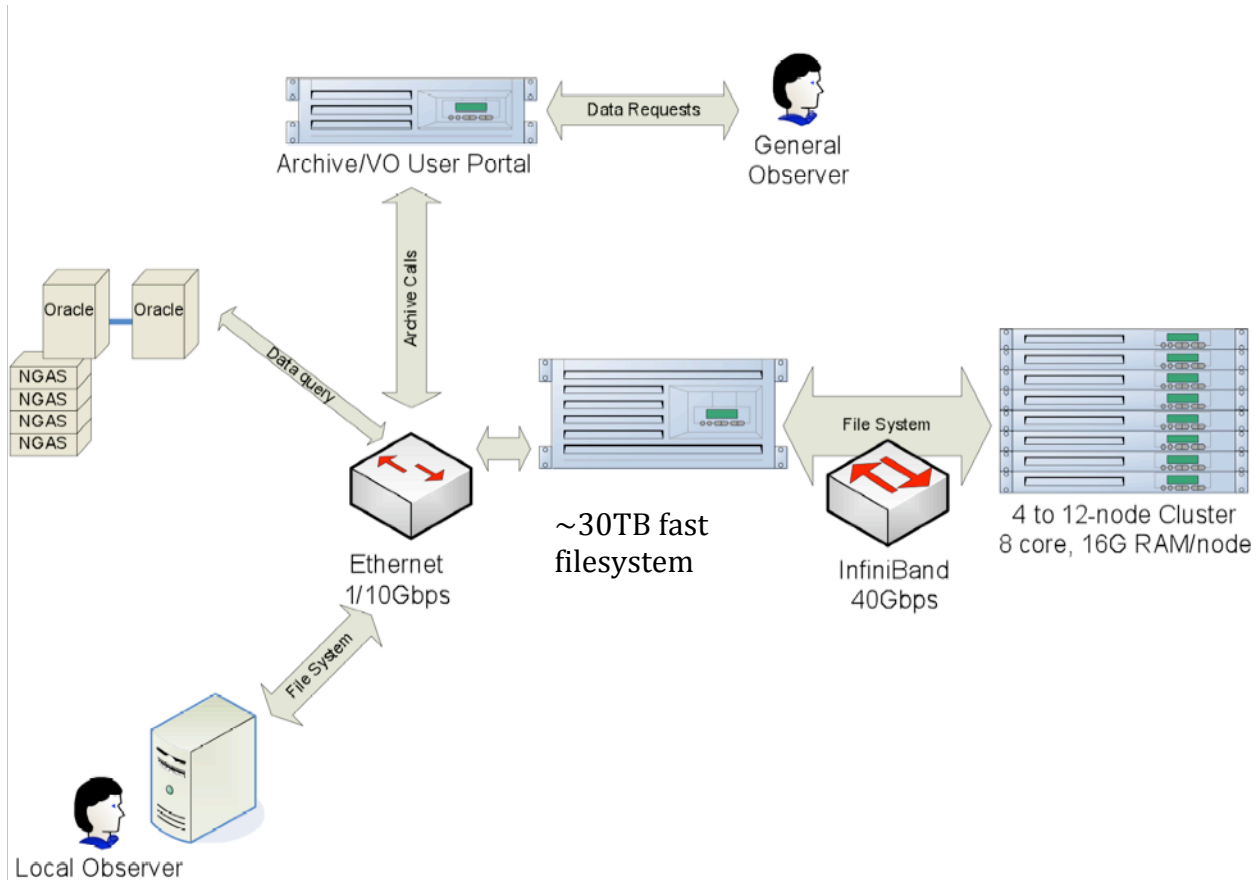 Data Requests
General
Observer
Archive/VO User Portal
Archive Calls
Oracle
Oracle
NGAS
NGAS
NGAS
NGAS
Data query
File System
~30TB fast
filesystem
Ethernet
1/10Gbps
InfiniBand
40Gbps
4 to 12-node Cluster
8 core, 16G RAM/node
File System
Local Observer